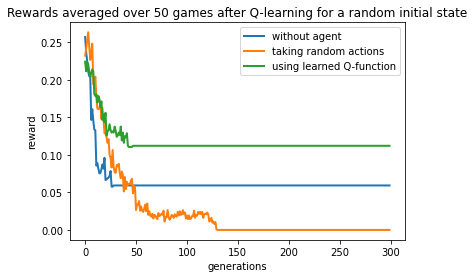 Rewards averaged over 50 games after Q-learning for a random initial state
without agent
taking random actions
using learned Q-function
0.25
0.20
0.15
0.10
0.05
0.00
reward
0 50 100 150 200 250 300
generations